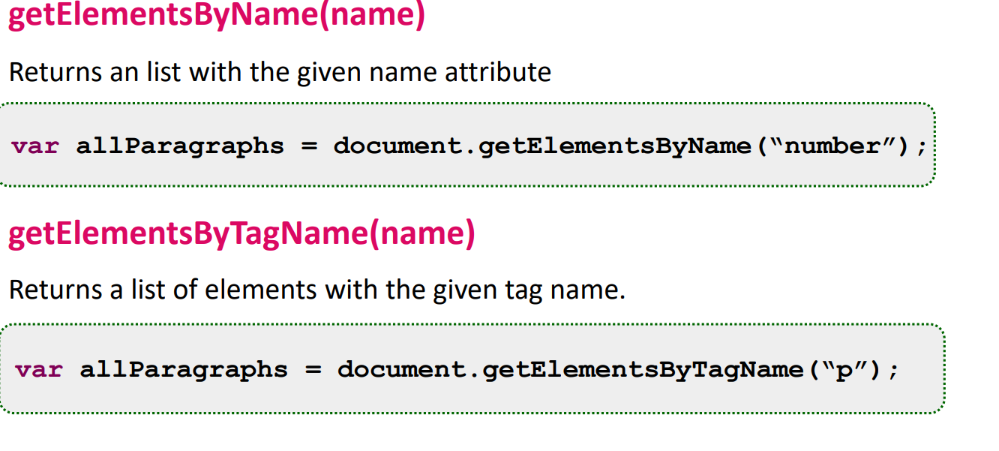 getElementsByName(name)
Returns an list with the given name attribute
var allParagraphs = document.getElementsByName(“number”);
getElementsByTagName(name)
Returns a list of elements with the given tag name.
var allParagraphs = document.getElementsByTagName(“p”);